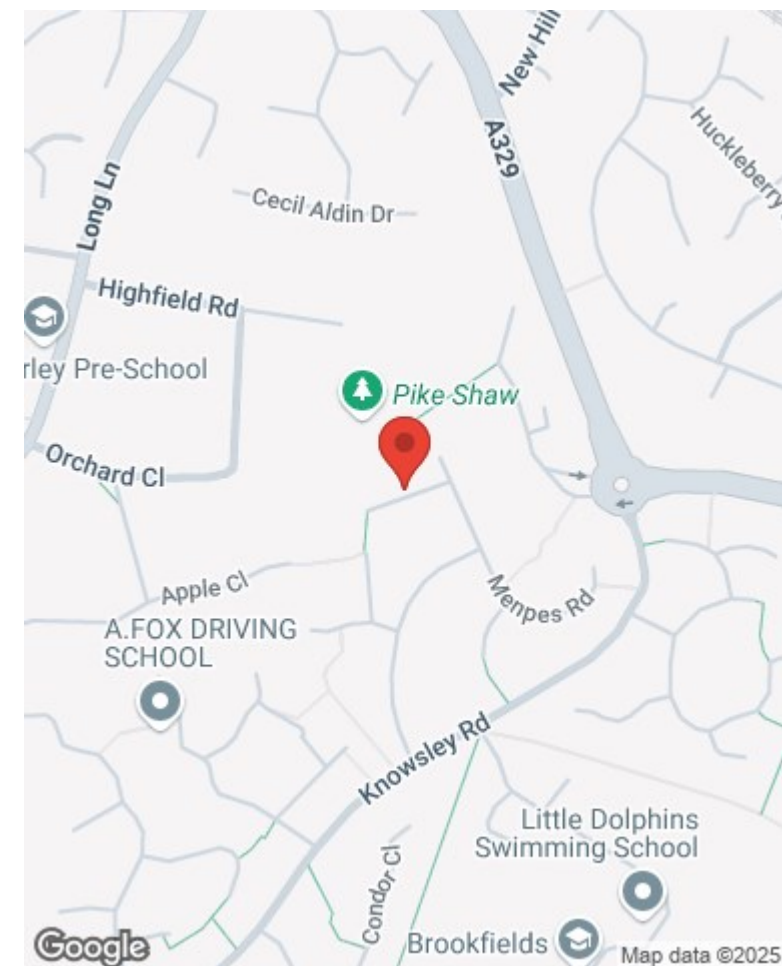 New Hill
A329
Huckleberry
Long Ln
Cecil Aldin Dr
Highfield Rd
rley Pre-School
Pike Shaw
Orchard Cl
Apple Cl
Menpes Rd
A.FOX DRIVING
SCHOOL
Knowsley Rd
Little Dolphins
Swimming School
Condor Cl
Brookfields
Google
Map data ©2025